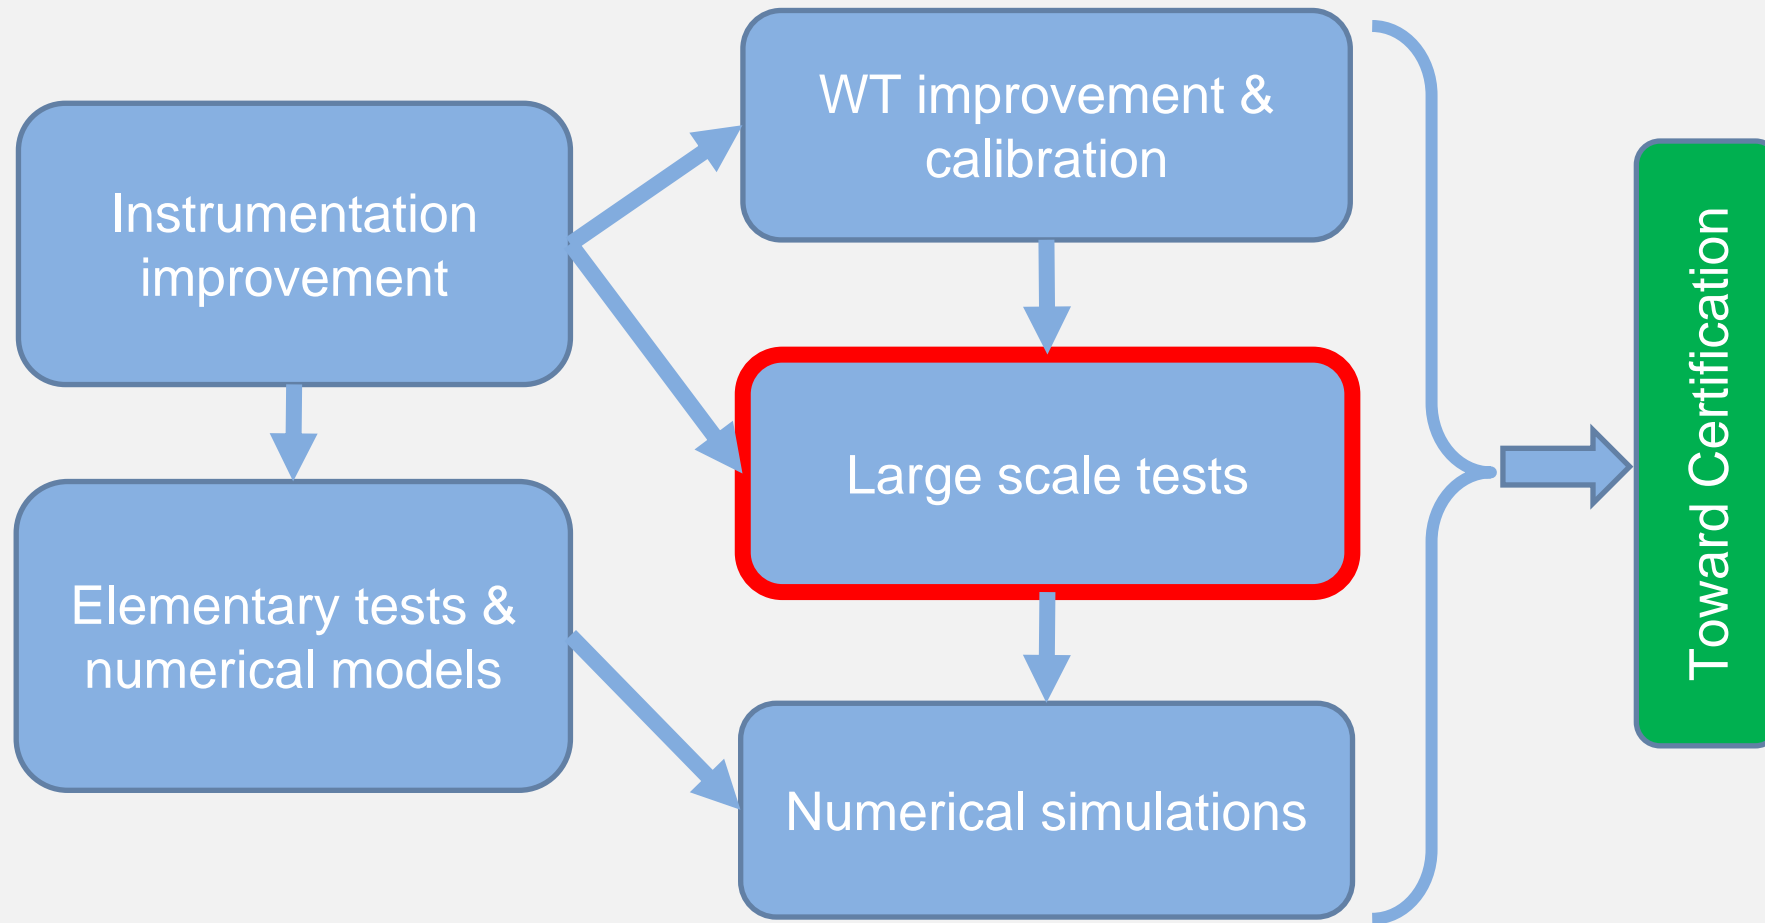 WT improvement &
calibration
Instrumentation
improvement
Large scale tests
Elementary tests &
numerical models
Numerical simulations
Toward Certification